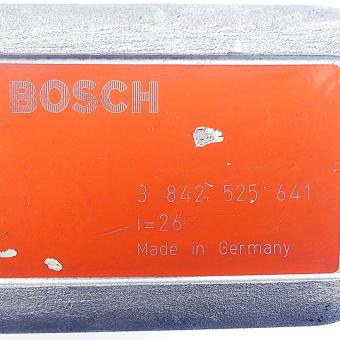 BOSCH
3 842 525 641
i=26
Made in Germany